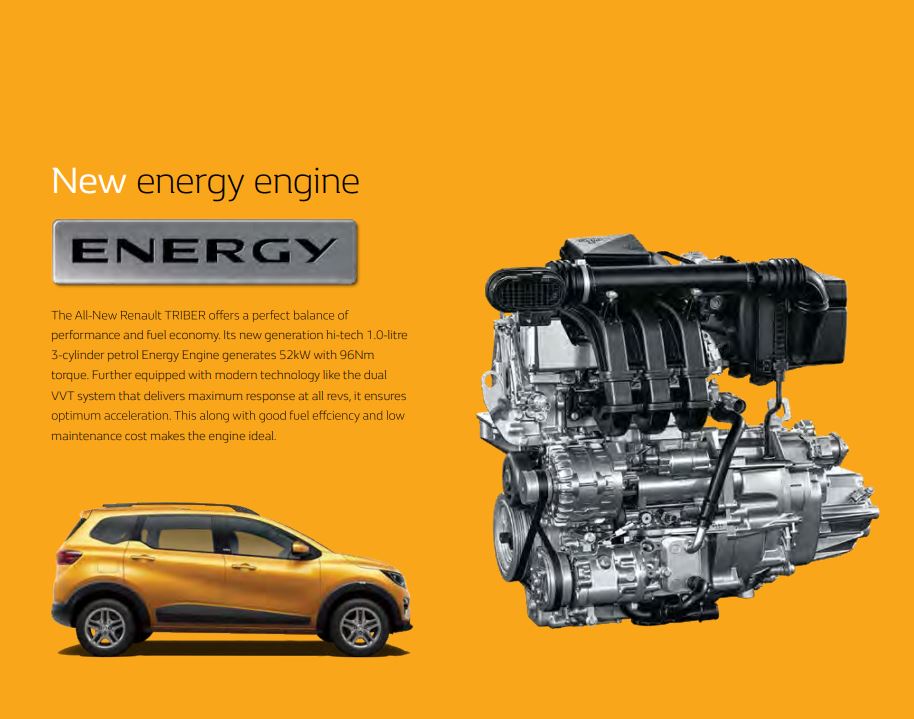 New energy engine
ENERGY
The All-New Renault TRIBER offers a perfect balance of
performance and fuel economy. Its new generation hi-tech 1.0-litre
3-cylinder petrol Energy Engine generates 52kW with 96Nm
torque. Further equipped with modern technology like the dual
VVT system that delivers maximum response at all revs, it ensures
optimum acceleration. This along with good fuel effciency and low
maintenance cost makes the engine ideal.